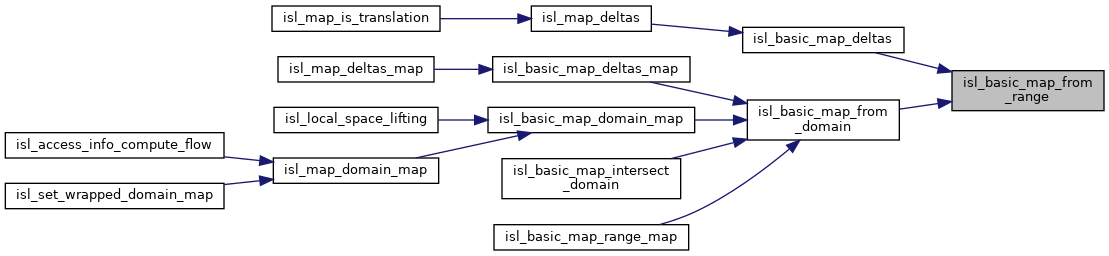 isl_map_is_translation
isl_map_deltas
isl_basic_map_deltas
isl_map_deltas_map
isl_basic_map_deltas_map
isl_basic_map_from
_range
isl_local_space_lifting
isl_basic_map_domain_map
isl_basic_map_from
_domain
isl_access_info_compute_flow
isl_map_domain_map
isl_basic_map_intersect
_domain
isl_set_wrapped_domain_map
isl_basic_map_range_map